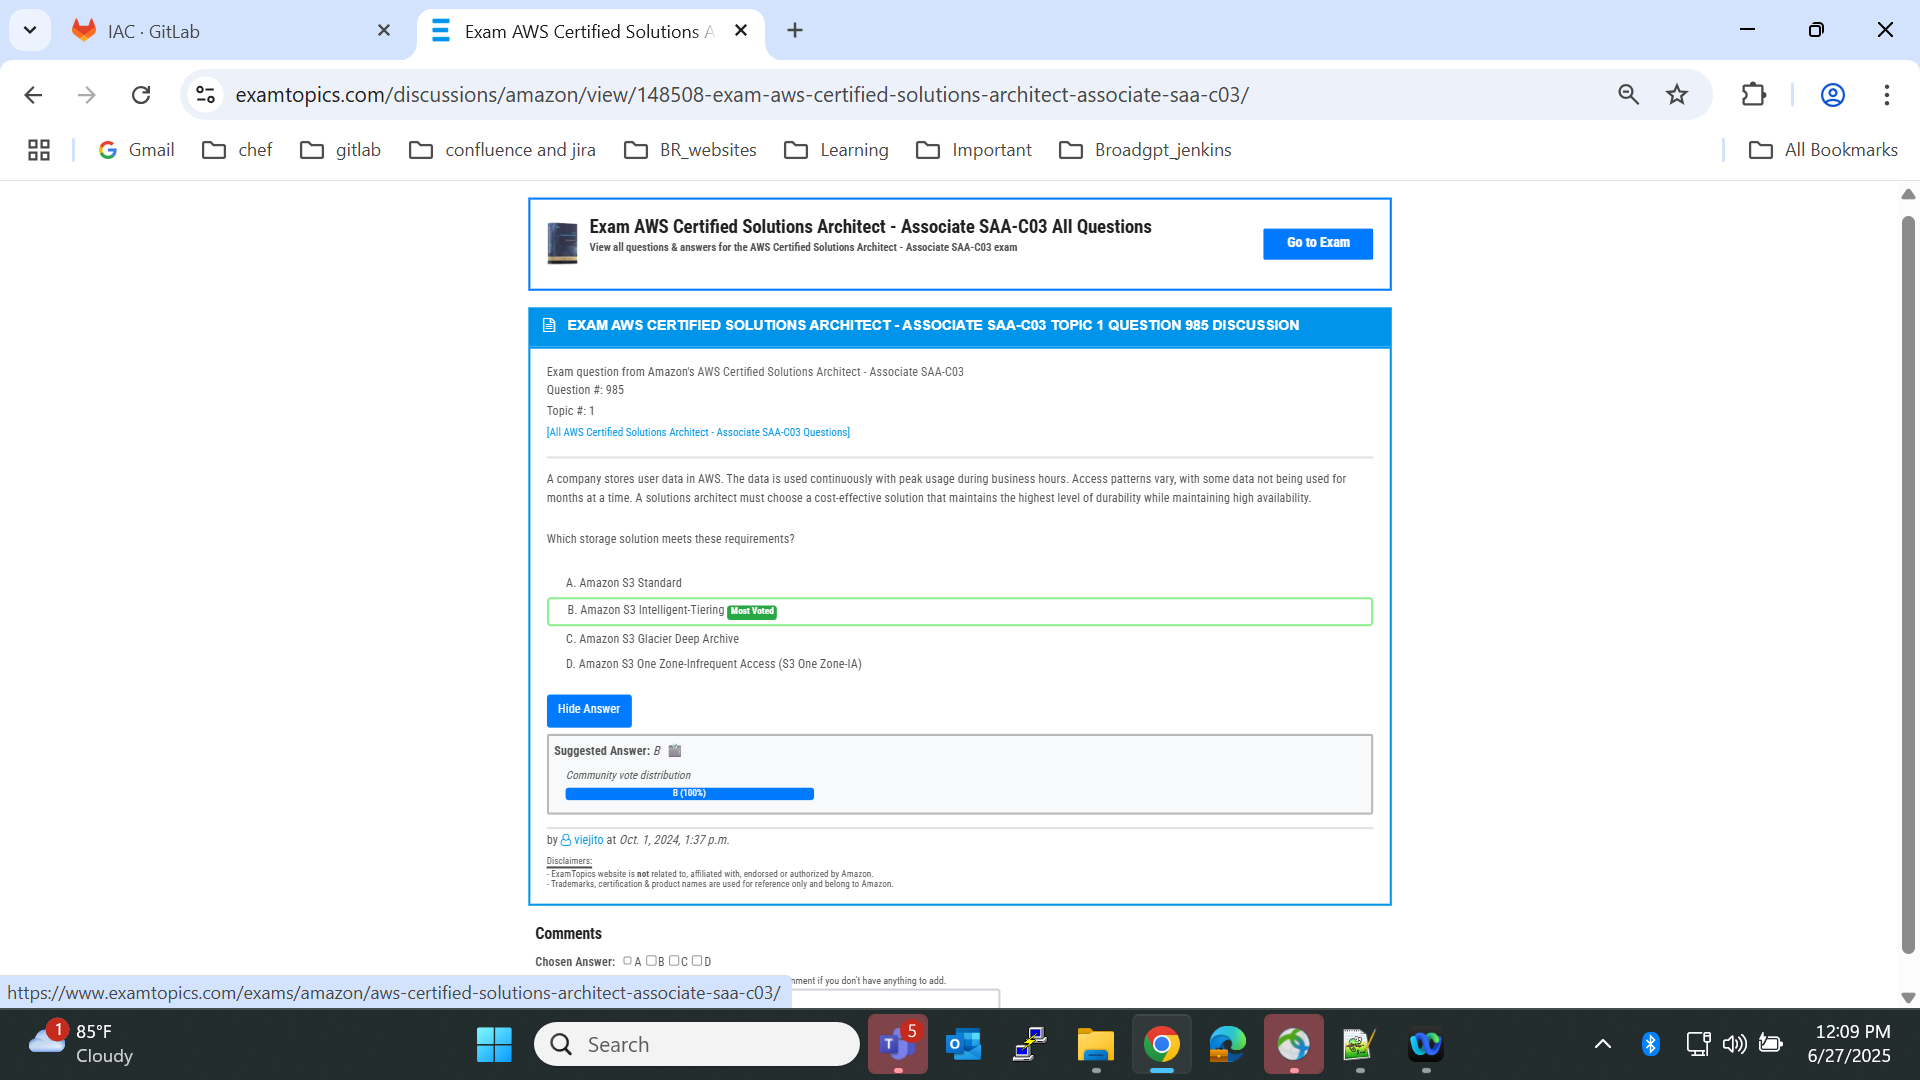 IAC · GitLab
Exam AWS Certified Solutions A
examtopics.com/discussions/amazon/view/148508-exam-aws-certified-solutions-architect-associate-saa-c03/
Gmail chef gitlab confluence and jira BR_websites Learning Important Broadgpt_jenkins All Bookmarks
Exam AWS Certified Solutions Architect - Associate SAA-C03 All Questions
View all questions & answers for the AWS Certified Solutions Architect - Associate SAA-C03 exam
Go to Exam
EXAM AWS CERTIFIED SOLUTIONS ARCHITECT - ASSOCIATE SAA-C03 TOPIC 1 QUESTION 985 DISCUSSION
Exam question from Amazon's AWS Certified Solutions Architect - Associate SAA-C03
Question #: 985
Topic #: 1
[All AWS Certified Solutions Architect - Associate SAA-C03 Questions]
A company stores user data in AWS. The data is used continuously with peak usage during business hours. Access patterns vary, with some data not being used for
months at a time. A solutions architect must choose a cost-effective solution that maintains the highest level of durability while maintaining high availability.
Which storage solution meets these requirements?
A. Amazon S3 Standard
B. Amazon S3 Intelligent-Tiering Most Voted
C. Amazon S3 Glacier Deep Archive
D. Amazon S3 One Zone-Infrequent Access (S3 One Zone-IA)
Hide Answer
Suggested Answer: B
Community vote distribution
B (100%)
by viejito at Oct. 1, 2024, 1:37 p.m.
Disclaimers:
- ExamTopics website is not related to, affiliated with, endorsed or authorized by Amazon.
- Trademarks, certification & product names are used for reference only and belong to Amazon.
Comments
Chosen Answer: A B C D
nment if you don't have anything to add.
https://www.examtopics.com/exams/amazon/aws-certified-solutions-architect-associate-saa-c03/
1
85°F
Cloudy
Search
5
12:09 PM
6/27/2025